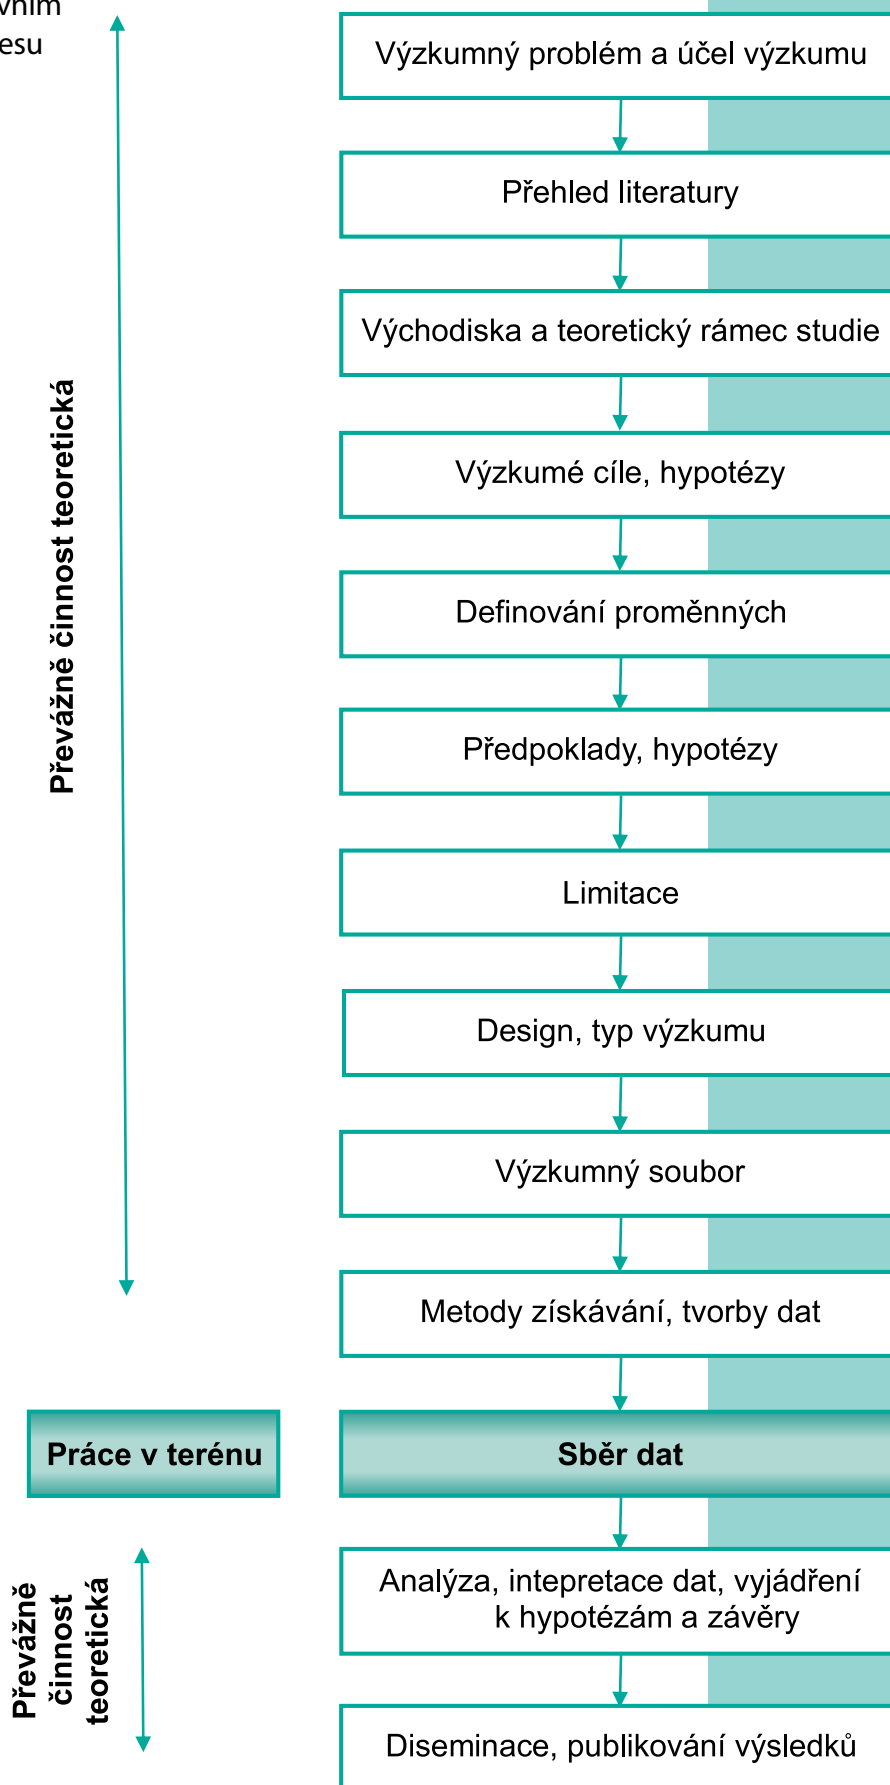 vním
esu
Výzkumný problém a účel výzkumu
Přehled literatury
Východiska a teoretický rámec studie
Výzkumé cíle, hypotézy
Definování proměnných
Předpoklady, hypotézy
Limitace
Design, typ výzkumu
Výzkumný soubor
Metody získávání, tvorby dat
Převážně činnost teoretická
Práce v terénu
Sběr dat
Analýza, intepretace dat, vyjádření
k hypotézám a závěry
Diseminace, publikování výsledků
Převážně
činnost
teoretická